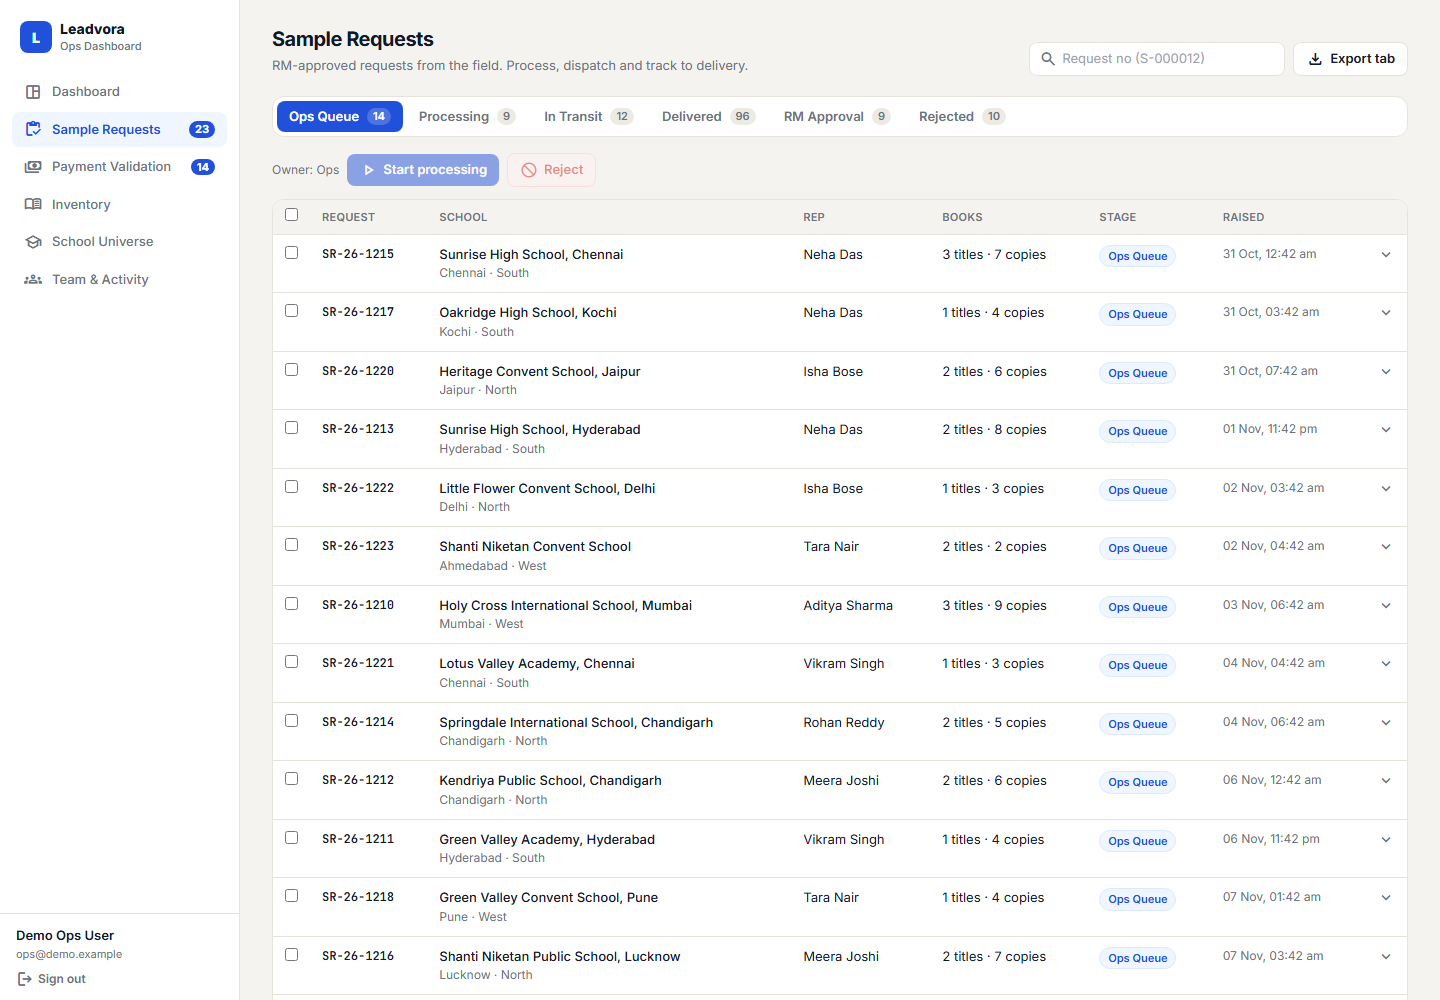 L
Leadvora
Ops Dashboard
Dashboard
Sample Requests 23
Payment Validation 14
Inventory
School Universe
Team & Activity
Demo Ops User
ops@demo.example
Sign out
Sample Requests
RM-approved requests from the field. Process, dispatch and track to delivery.
Request no (S-000012)
Export tab
Ops Queue 14 Processing 9 In Transit 12 Delivered 96 RM Approval 9 Rejected 10
Owner: Ops Start processing Reject
REQUEST SCHOOL REP BOOKS STAGE RAISED
SR-26-1215 Sunrise High School, Chennai Neha Das 3 titles · 7 copies Ops Queue 31 Oct, 12:42 am
Chennai · South
SR-26-1217 Oakridge High School, Kochi Neha Das 1 titles · 4 copies Ops Queue 31 Oct, 03:42 am
Kochi · South
SR-26-1220 Heritage Convent School, Jaipur Isha Bose 2 titles · 6 copies Ops Queue 31 Oct, 07:42 am
Jaipur · North
SR-26-1213 Sunrise High School, Hyderabad Neha Das 2 titles · 8 copies Ops Queue 01 Nov, 11:42 pm
Hyderabad · South
SR-26-1222 Little Flower Convent School, Delhi Isha Bose 1 titles · 3 copies Ops Queue 02 Nov, 03:42 am
Delhi · North
SR-26-1223 Shanti Niketan Convent School Tara Nair 2 titles · 2 copies Ops Queue 02 Nov, 04:42 am
Ahmedabad · West
SR-26-1210 Holy Cross International School, Mumbai Aditya Sharma 3 titles · 9 copies Ops Queue 03 Nov, 06:42 am
Mumbai · West
SR-26-1221 Lotus Valley Academy, Chennai Vikram Singh 1 titles · 3 copies Ops Queue 04 Nov, 04:42 am
Chennai · South
SR-26-1214 Springdale International School, Chandigarh Rohan Reddy 2 titles · 5 copies Ops Queue 04 Nov, 06:42 am
Chandigarh · North
SR-26-1212 Kendriya Public School, Chandigarh Meera Joshi 2 titles · 6 copies Ops Queue 06 Nov, 12:42 am
Chandigarh · North
SR-26-1211 Green Valley Academy, Hyderabad Vikram Singh 1 titles · 4 copies Ops Queue 06 Nov, 11:42 pm
Hyderabad · South
SR-26-1218 Green Valley Convent School, Pune Tara Nair 1 titles · 4 copies Ops Queue 07 Nov, 01:42 am
Pune · West
SR-26-1216 Shanti Niketan Public School, Lucknow Meera Joshi 2 titles · 7 copies Ops Queue 07 Nov, 03:42 am
Lucknow · North